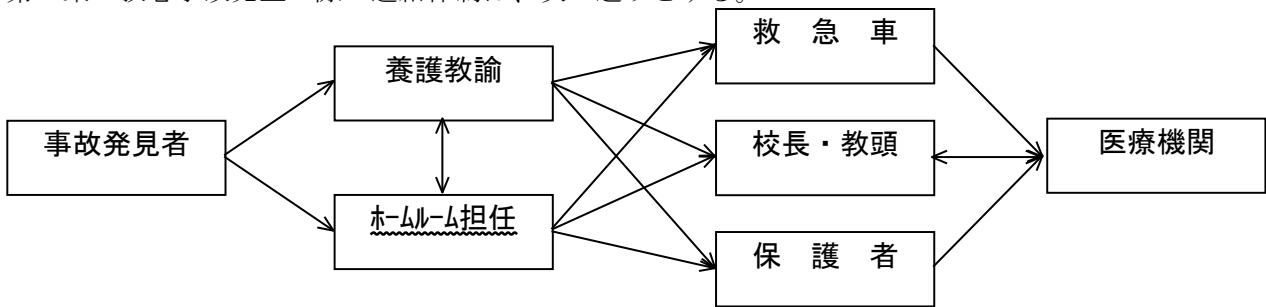 救　急　車
養護教諭
事故発見者
校長・教頭
医療機関
ﾎｰﾑﾙｰﾑ担任
保　護　者